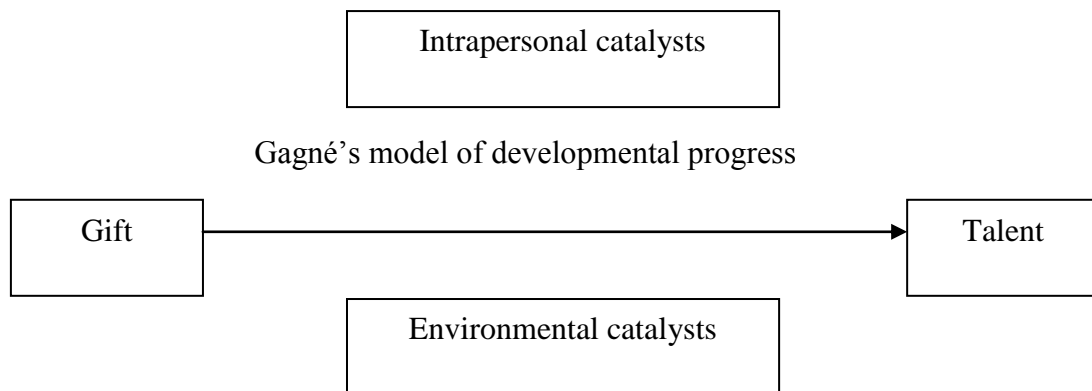 Intrapersonal catalysts
Gagné’s model of developmental progress
Gift
Talent
Environmental catalysts